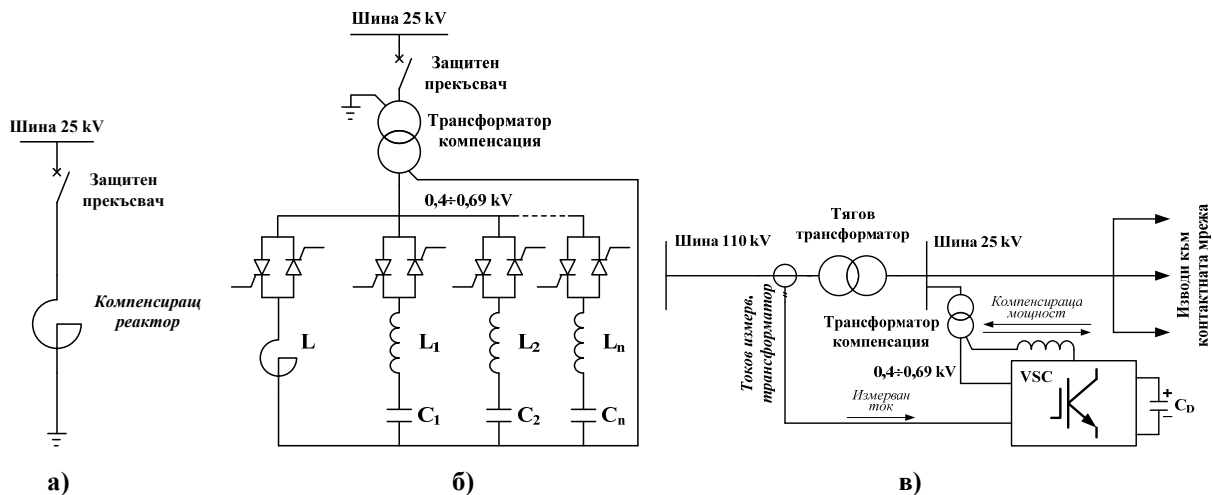 Шина 25 kV
Защитен
прекъсвач
Компенсиращ
реактор
а)
Шина 25 kV
Защитен
прекъсвач
Трансформатор
компенсация
0,4÷0,69 kV
L
L1
L2
Ln
C1
C2
Cn
б)
Шина 110 kV
Тягов
трансформатор
Шина 25 kV
Изводи към
контактната мрежа
Токов измерв.
трансформатор
Компенсираща
мощност
Трансформатор
компенсация
0,4÷0,69 kV
VSC
+
CD
−
Измерван
ток
в)